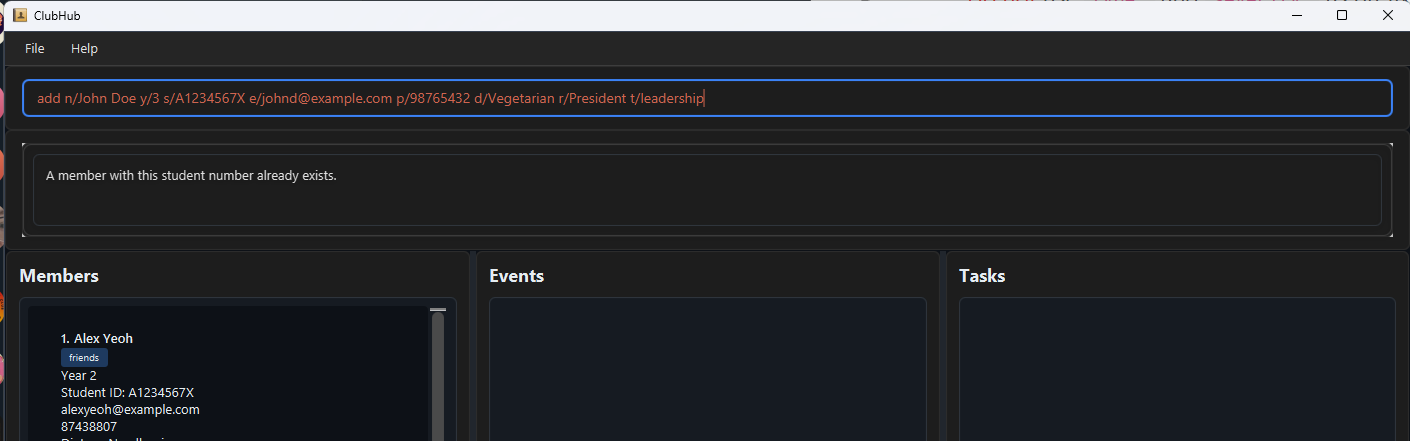 ClubHub
File Help
add n/John Doe y/3 s/A1234567X e/johnd@example.com p/98765432 d/Vegetarian r/President t/leadership
A member with this student number already exists.
Members
Events
Tasks
1. Alex Yeoh
friends
Year 2
Student ID: A1234567X
alexyeoh@example.com
87438807